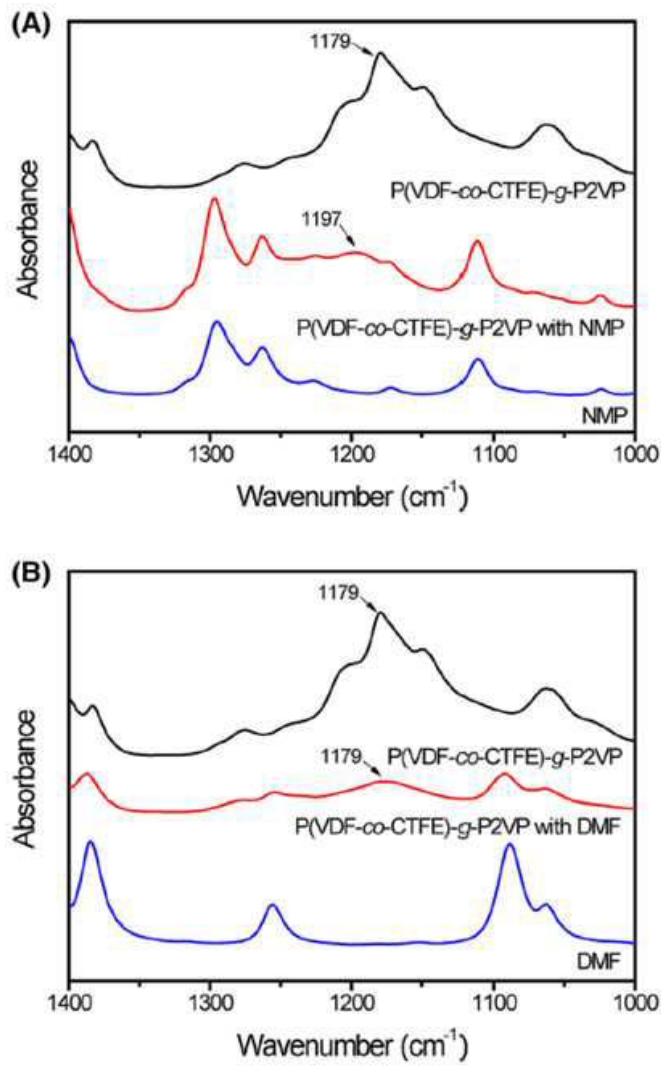 (A)
1179
P(VDF-co-CTFE)-g-P2VP
1197
P(VDF-co-CTFE)-g-P2VP with NMP
NMP
Absorbance
1400 1300 1200 1100 1000
Wavenumber (cm⁻¹)
(B)
1179
P(VDF-co-CTFE)-g-P2VP
1179
P(VDF-co-CTFE)-g-P2VP with DMF
DMF
Absorbance
1400 1300 1200 1100 1000
Wavenumber (cm⁻¹)